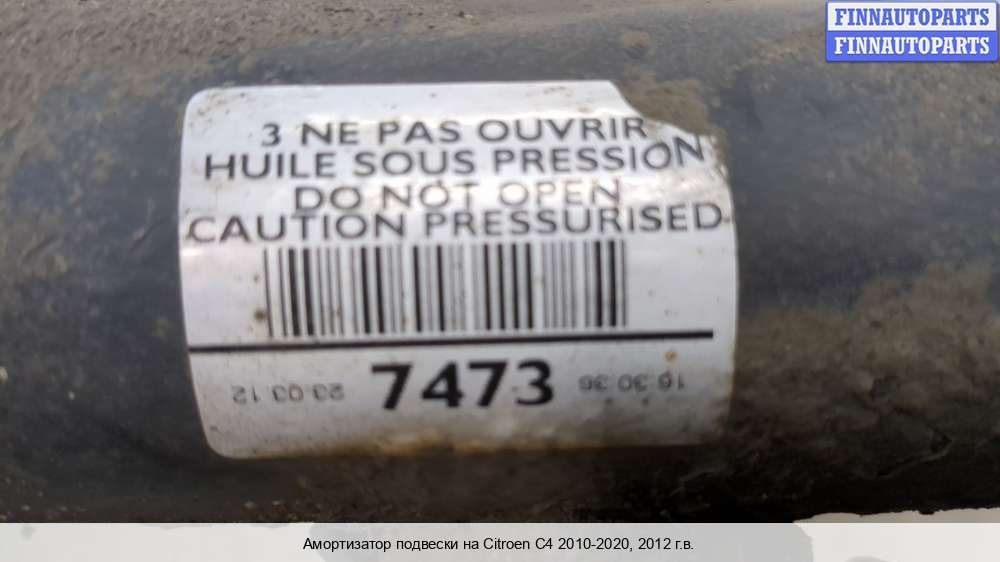 FINNAUTOPARTS
FINNAUTOPARTS
3 NE PAS OUVRIR
HUILE SOUS PRESSION
DO NOT OPEN
CAUTION PRESSURISED
23.03.12 7473 16:30:36
Амортизатор подвески на Citroen C4 2010-2020, 2012 г.в.